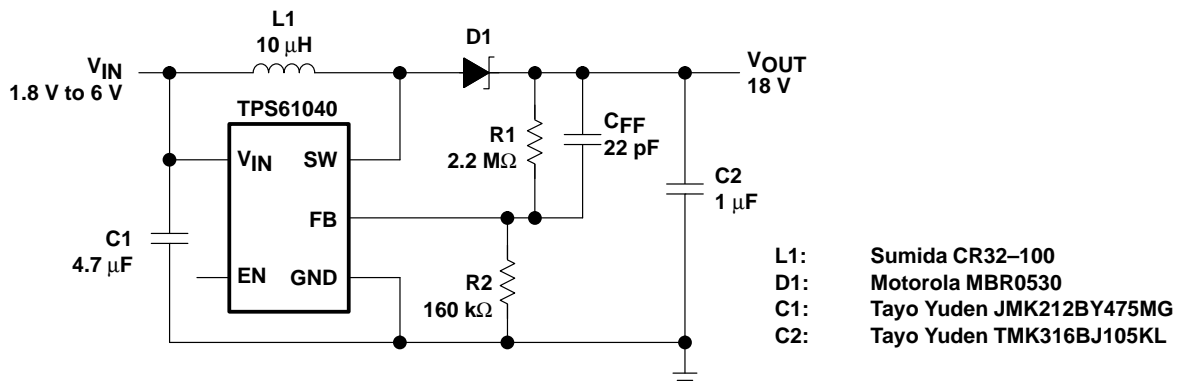 L1
10 μH
D1
VIN
1.8 V to 6 V
VOUT
18 V
TPS61040
VIN
SW
FB
EN
GND
R1
2.2 MΩ
CFF
22 pF
C2
1 μF
C1
4.7 μF
R2
160 kΩ
L1: Sumida CR32–100
D1: Motorola MBR0530
C1: Tayo Yuden JMK212BY475MG
C2: Tayo Yuden TMK316BJ105KL